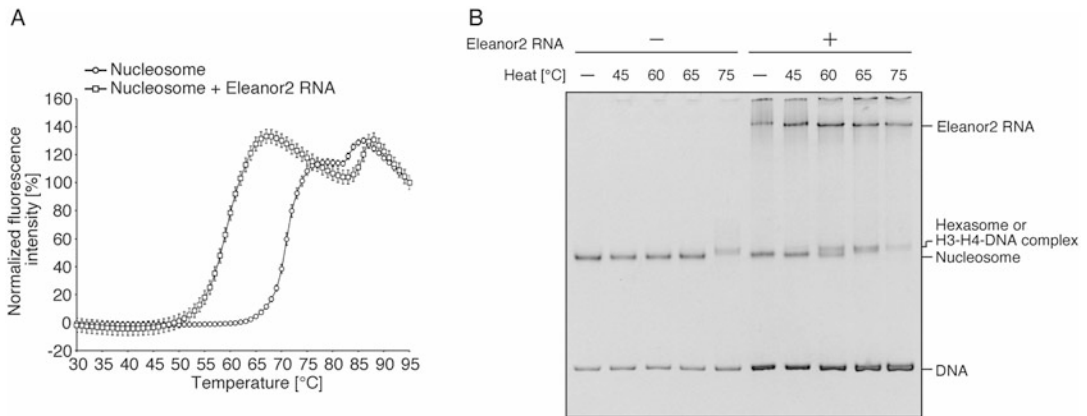 A
Nucleosome
Nucleosome + Eleanor2 RNA
Normalized fluorescence
intensity [%]
160
140
120
100
80
60
40
20
0
-20
30 35 40 45 50 55 60 65 70 75 80 85 90 95
Temperature [°C]
B
Eleanor2 RNA − +
Heat [°C] − 45 60 65 75 − 45 60 65 75
Eleanor2 RNA
Hexasome or
H3-H4-DNA complex
Nucleosome
DNA